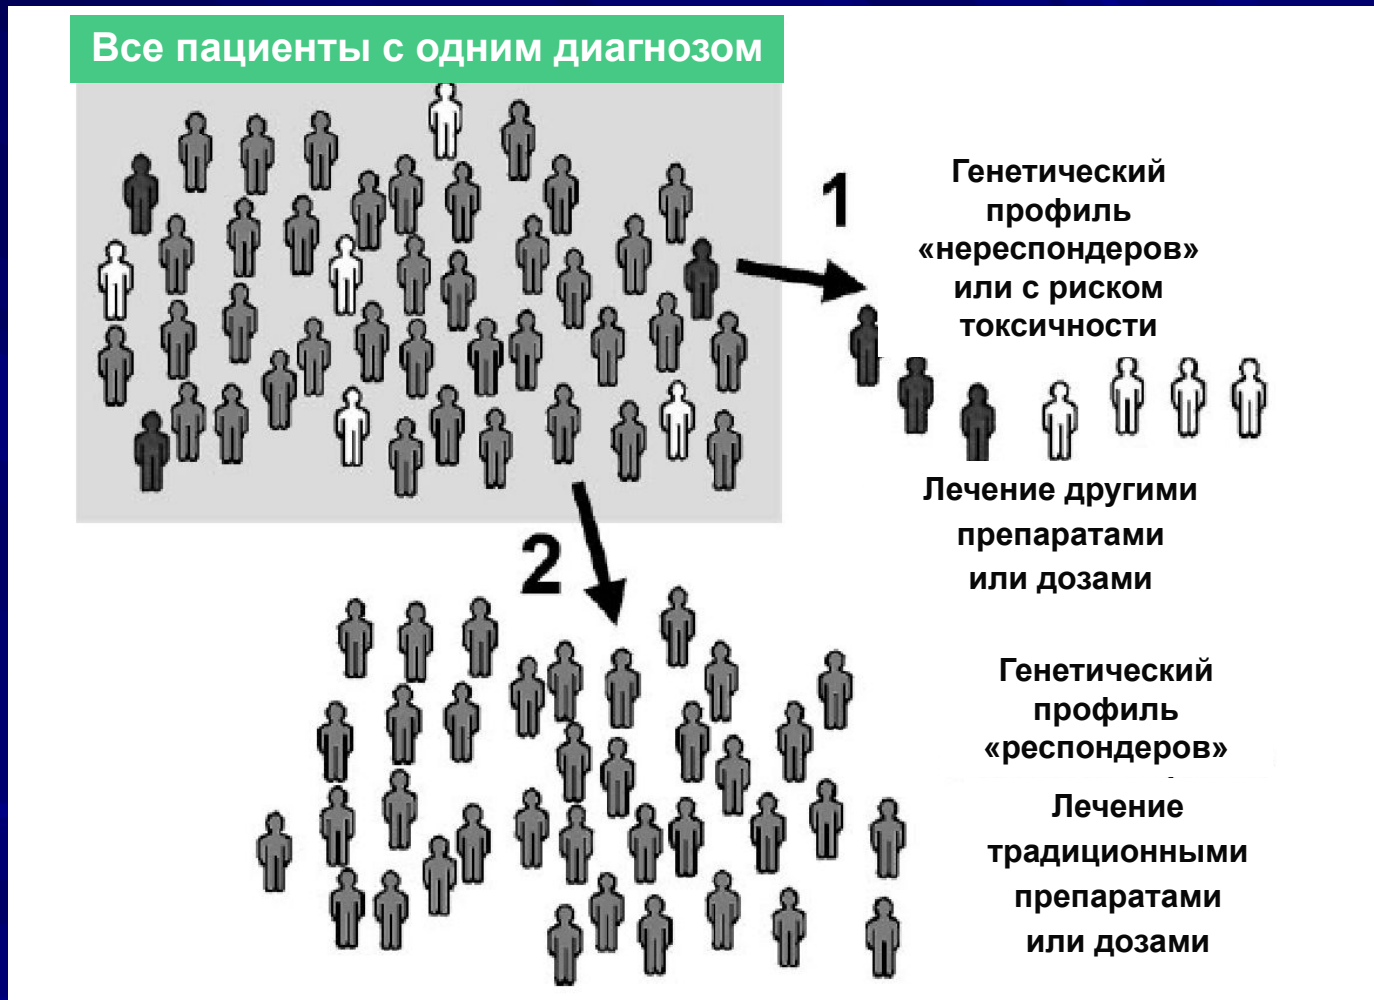 Все пациенты с одним диагнозом
1
Генетический
профиль
«нереспондеров»
или с риском
токсичности
Лечение другими
препаратами
или дозами
2
Генетический
профиль
«респондеров»
Лечение
традиционными
препаратами
или дозами